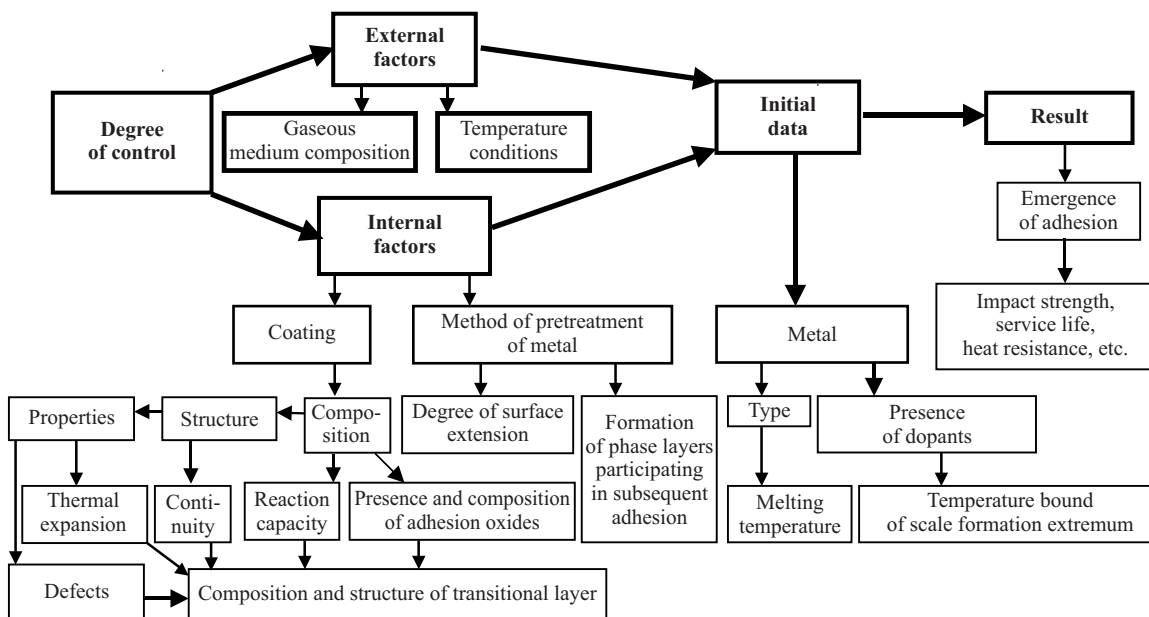 External
factors
Degree
of control
Gaseous
medium composition
Temperature
conditions
Initial
data
Result
Internal
factors
Emergence
of adhesion
Coating
Method of pretreatment
of metal
Metal
Impact strength,
service life,
heat resistance, etc.
Properties
Structure
Compo-
sition
Degree of surface
extension
Formation
of phase layers
participating
in subsequent
adhesion
Type
Presence
of dopants
Thermal
expansion
Conti-
nuity
Reaction
capacity
Presence and composition
of adhesion oxides
Melting
temperature
Temperature bound
of scale formation extremum
Defects
Composition and structure of transitional layer